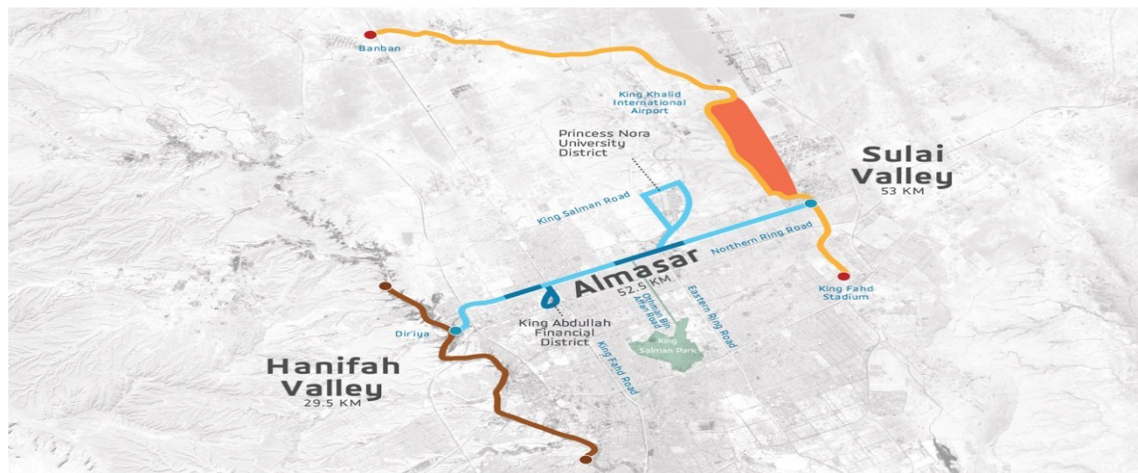 Banban
King Khalid
International
Airport
Princess Nora
University
District
Sulai
Valley
53 KM
King Salman Road
Northern Ring Road
Almasar
52.5 KM
King Fahd
Stadium
Othman Bin
Affan Road
Eastern Ring Road
King Abdullah
Financial
District
Dir'iya
King
Salman Park
King Fahd Road
Hanifah
Valley
29.5 KM